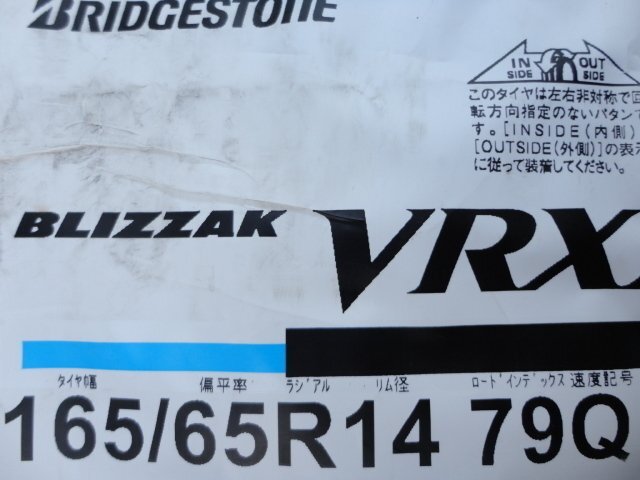 BRIDGESTONE
IN OUT
SIDE SIDE
このタイヤは左右非対称で回
転方向指定のないパタンで
す。[INSIDE(内側)
[OUTSIDE(外側)]の表示
に従って装着してください。
BLIZZAK VRX
タイヤ幅 偏平率 ラジアル リム径 ロードインデックス 速度記号
165/65R14 79Q